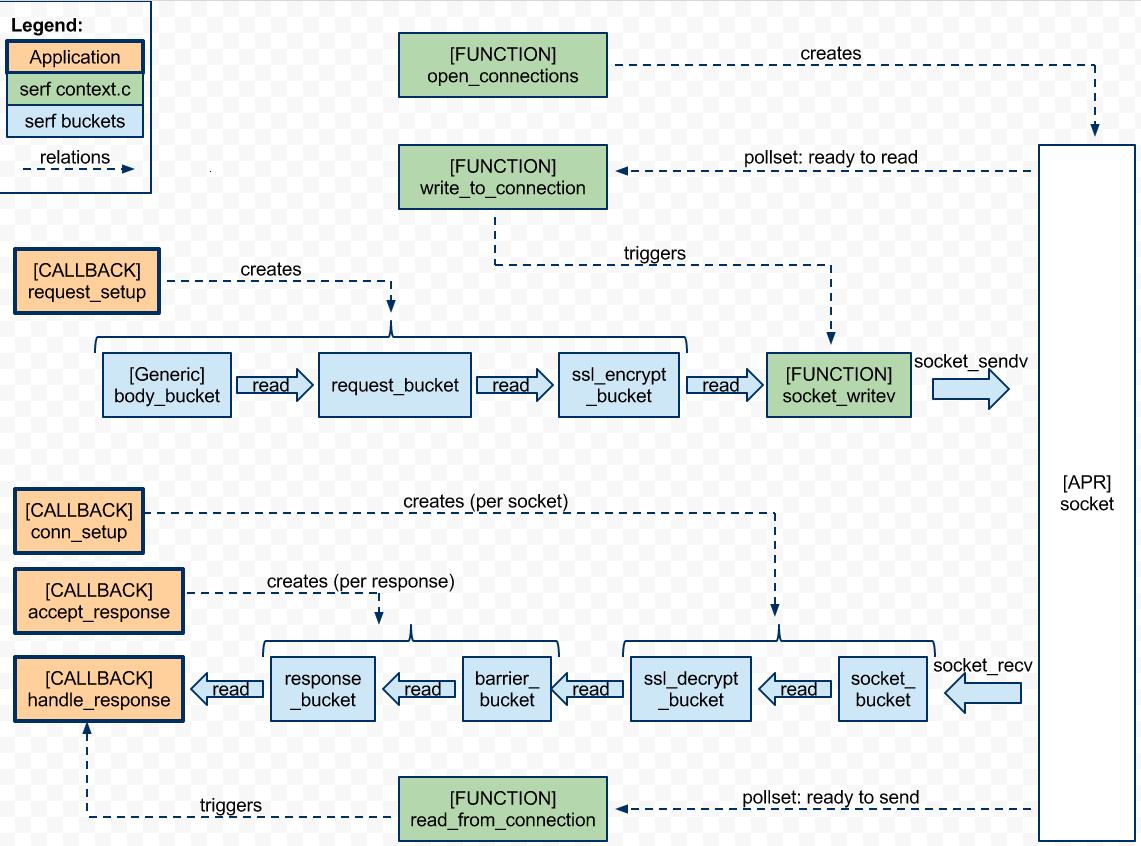 Legend:
Application
serf context.c
serf buckets
relations
[FUNCTION]
open_connections
creates
[FUNCTION]
write_to_connection
pollset: ready to read
triggers
[CALLBACK]
request_setup
creates
[Generic]
body_bucket
read
request_bucket
read
ssl_encrypt
_bucket
read
[FUNCTION]
socket_writev
socket_sendv
[APR]
socket
[CALLBACK]
conn_setup
creates (per socket)
[CALLBACK]
accept_response
creates (per response)
[CALLBACK]
handle_response
read
response
_bucket
read
barrier_
bucket
read
ssl_decrypt
_bucket
read
socket_
bucket
socket_recv
triggers
[FUNCTION]
read_from_connection
pollset: ready to send